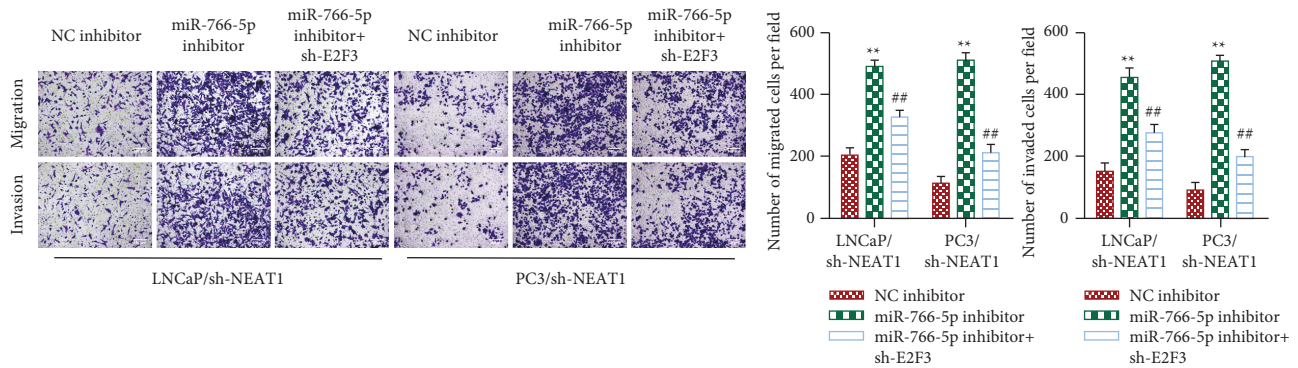 NC inhibitor
miR-766-5p
inhibitor
miR-766-5p
inhibitor+
sh-E2F3
NC inhibitor
miR-766-5p
inhibitor
miR-766-5p
inhibitor+
sh-E2F3
Migration
Invasion
LNCaP/sh-NEAT1
PC3/sh-NEAT1
Number of migrated cells per field
600
400
200
0
**
##
**
##
LNCaP/
sh-NEAT1
PC3/
sh-NEAT1
NC inhibitor
miR-766-5p inhibitor
miR-766-5p inhibitor+
sh-E2F3
Number of invaded cells per field
600
400
200
0
**
##
**
##
LNCaP/
sh-NEAT1
PC3/
sh-NEAT1
NC inhibitor
miR-766-5p inhibitor
miR-766-5p inhibitor+
sh-E2F3